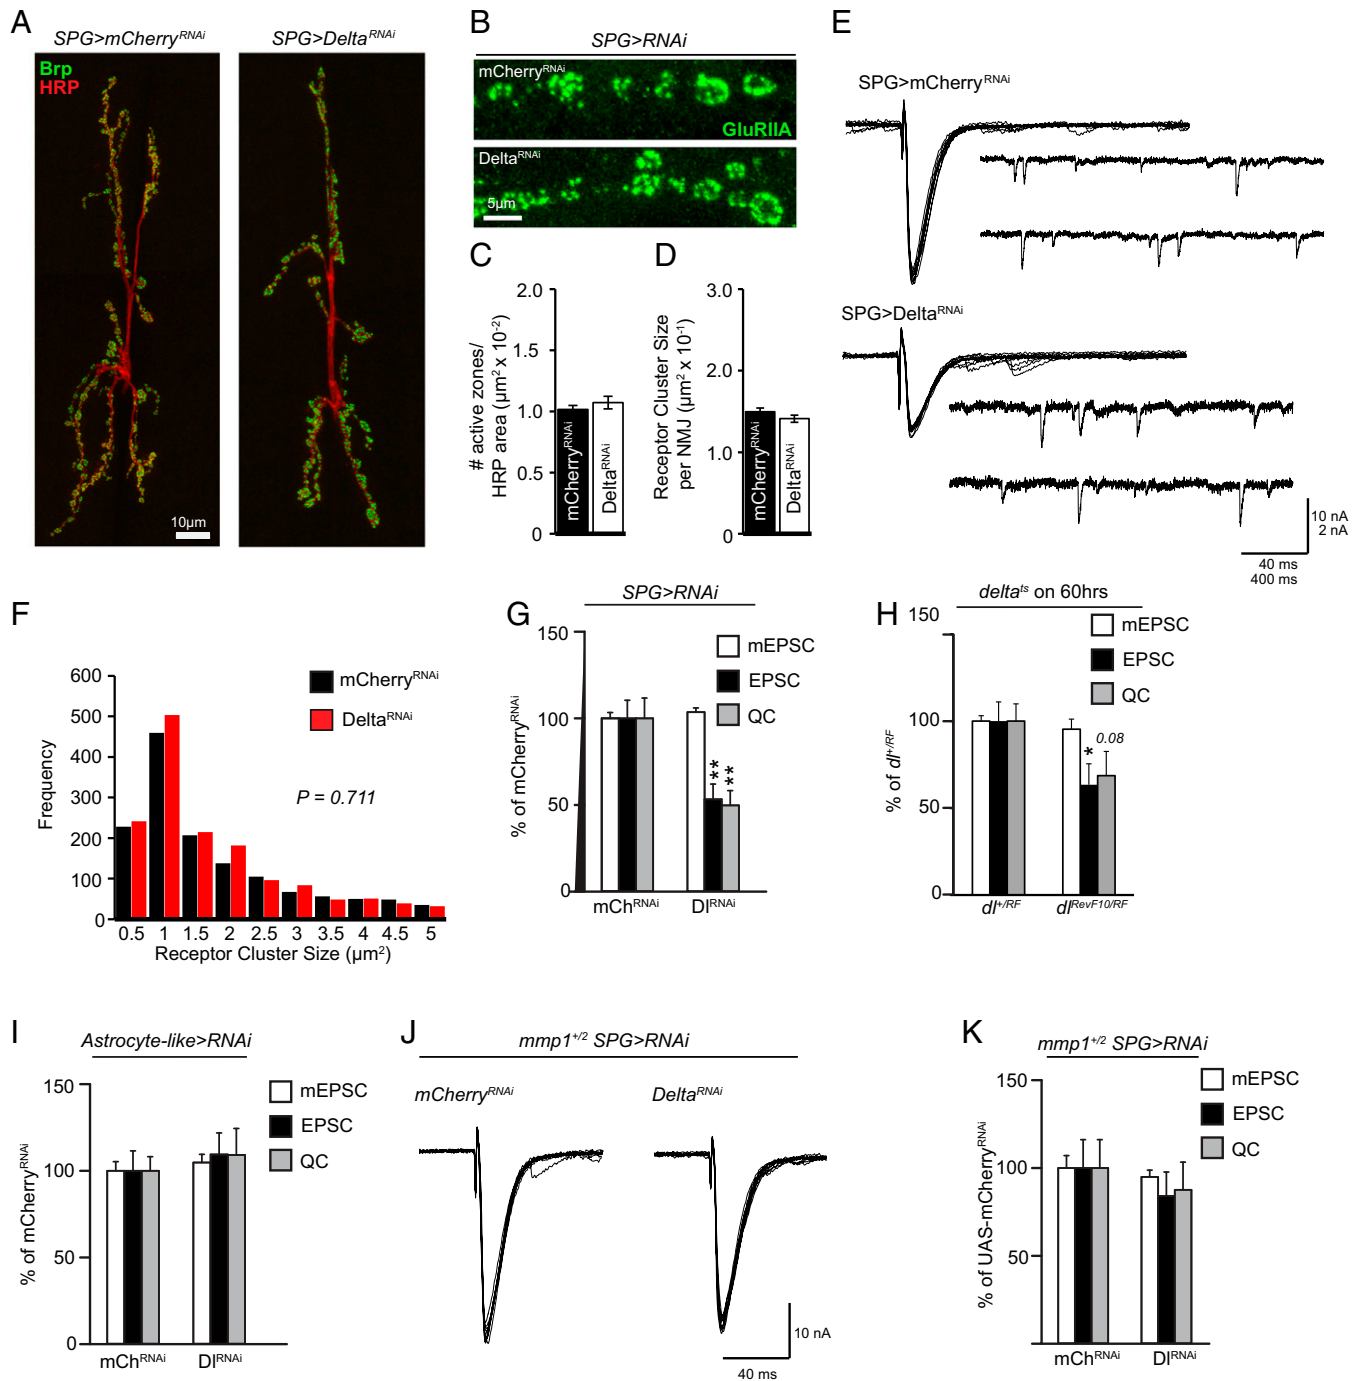 A
SPG>mCherryRNAi
SPG>DeltaRNAi
Brp
HRP
10µm
B
SPG>RNAi
mCherryRNAi
GluRIIA
DeltaRNAi
5µm
C
# active zones/
HRP area (µm² x 10⁻²)
2.0
1.5
1.0
0.5
0
mCherryRNAi
DeltaRNAi
D
Receptor Cluster Size
per NMJ (µm² x 10⁻¹)
3.0
2.0
1.0
0
mCherryRNAi
DeltaRNAi
E
SPG>mCherryRNAi
SPG>DeltaRNAi
10 nA
2 nA
40 ms
400 ms
F
Frequency
600
500
400
300
200
100
0
mCherryRNAi
DeltaRNAi
P = 0.711
0.5 1 1.5 2 2.5 3 3.5 4 4.5 5
Receptor Cluster Size (µm²)
G
SPG>RNAi
% of mCherryRNAi
150
100
50
0
mEPSC
EPSC
QC
**
**
mChRNAi
DlRNAi
H
deltats on 60hrs
% of dl+/RF
150
100
50
0
mEPSC
EPSC
QC
*
0.08
dl+/RF
dlRevF10/RF
I
Astrocyte-like>RNAi
% of mCherryRNAi
150
100
50
0
mEPSC
EPSC
QC
mChRNAi
DlRNAi
J
mmp1+/2 SPG>RNAi
mCherryRNAi
DeltaRNAi
10 nA
40 ms
K
mmp1+/2 SPG>RNAi
% of UAS-mCherryRNAi
150
100
50
mEPSC
EPSC
QC
mChRNAi
DlRNAi